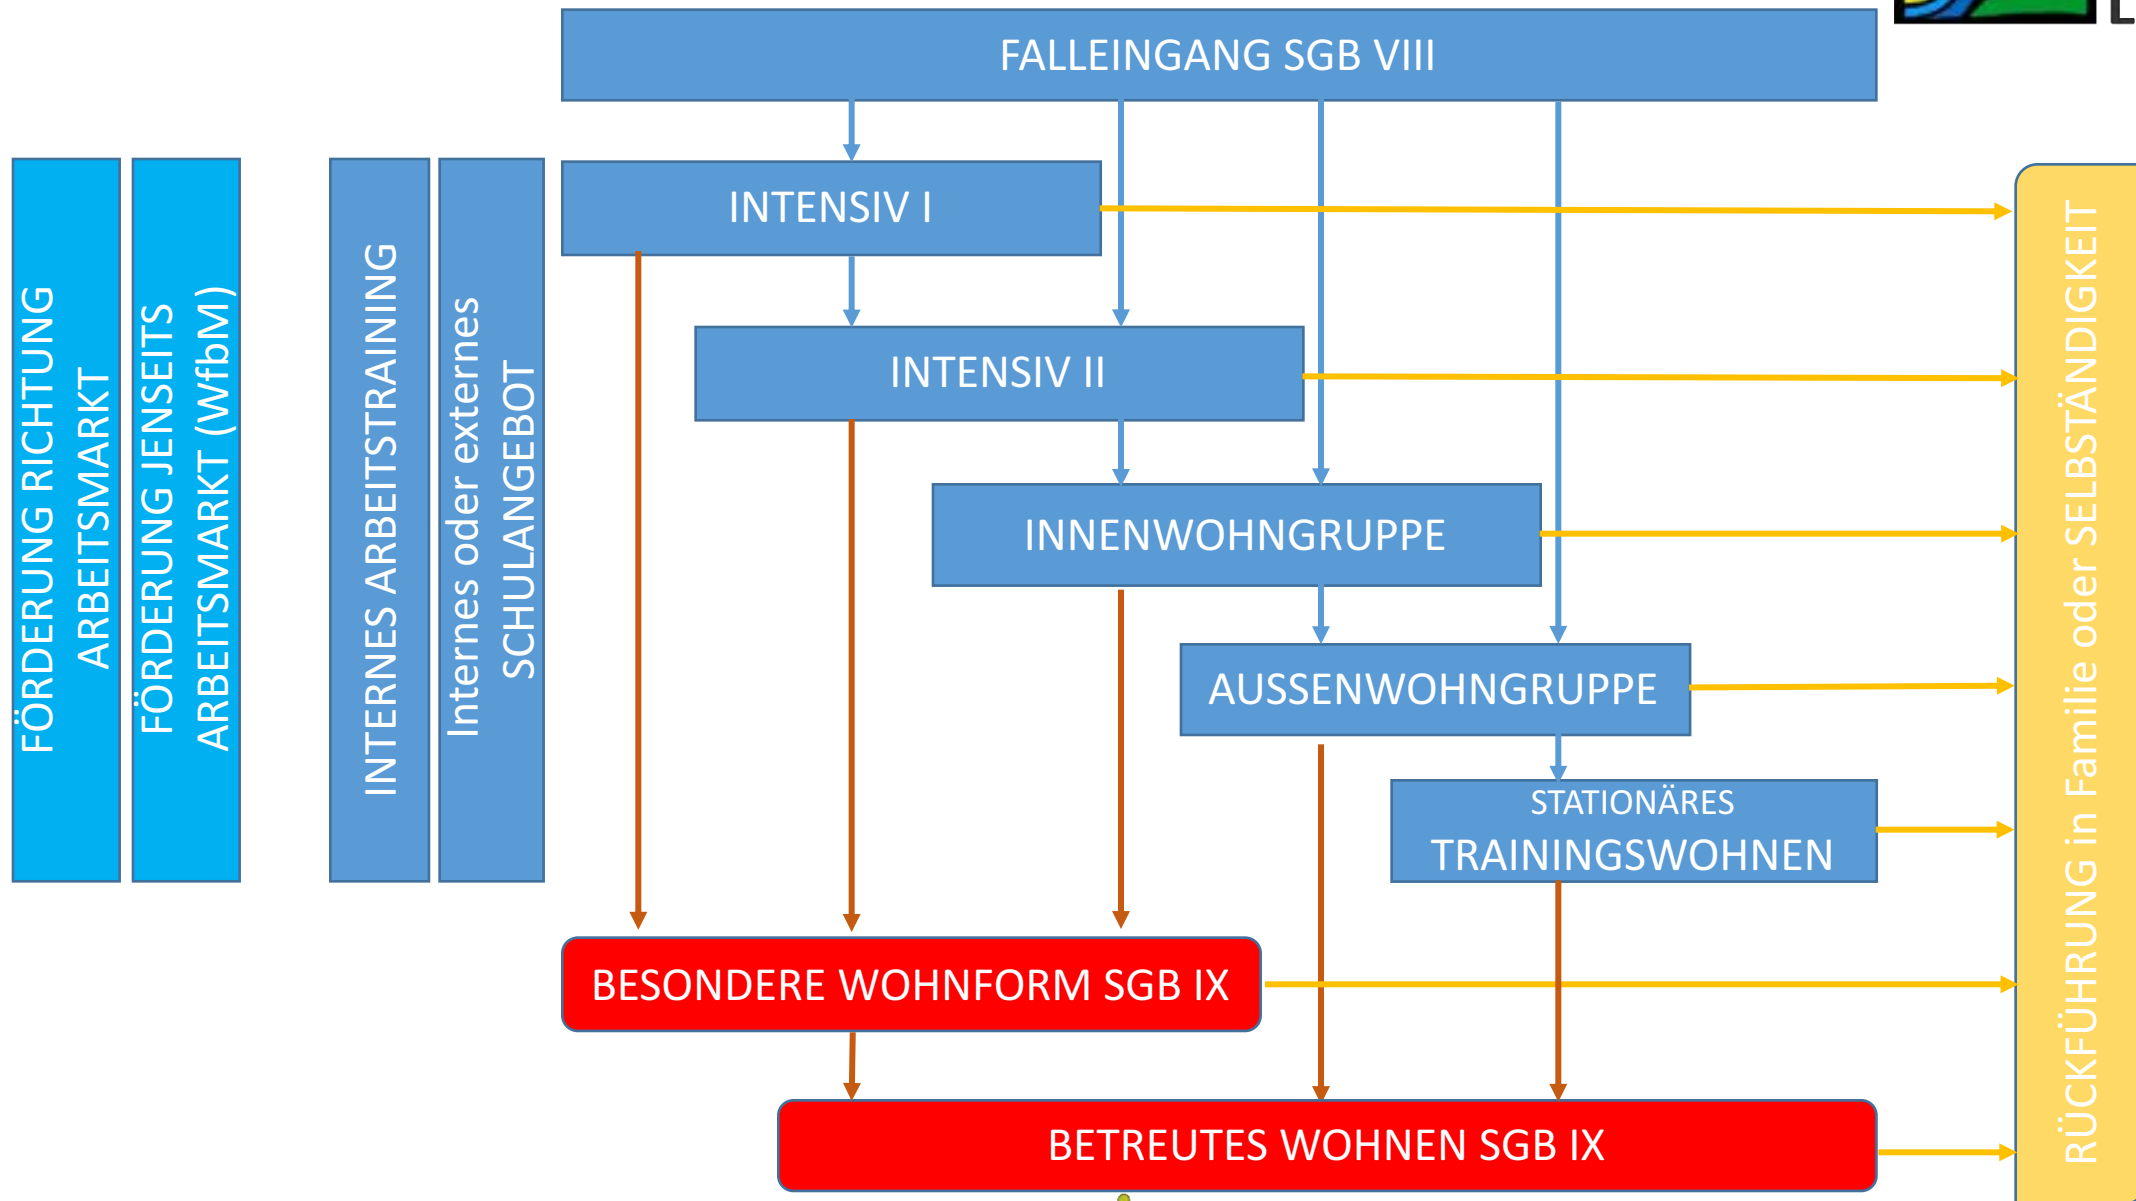 FALLEINGANG SGB VIII
FÖRDERUNG RICHTUNG
ARBEITSMARKT
FÖRDERUNG JENSEITS
ARBEITSMARKT (WfbM)
INTERNES ARBEITSTRAINING
Internes oder externes
SCHULANGEBOT
INTENSIV I
INTENSIV II
INNENWOHNGRUPPE
AUSSENWOHNGRUPPE
STATIONÄRES
TRAININGSWOHNEN
BESONDERE WOHNFORM SGB IX
BETREUTES WOHNEN SGB IX
RÜCKFÜHRUNG in Familie oder SELBSTÄNDIGKEIT